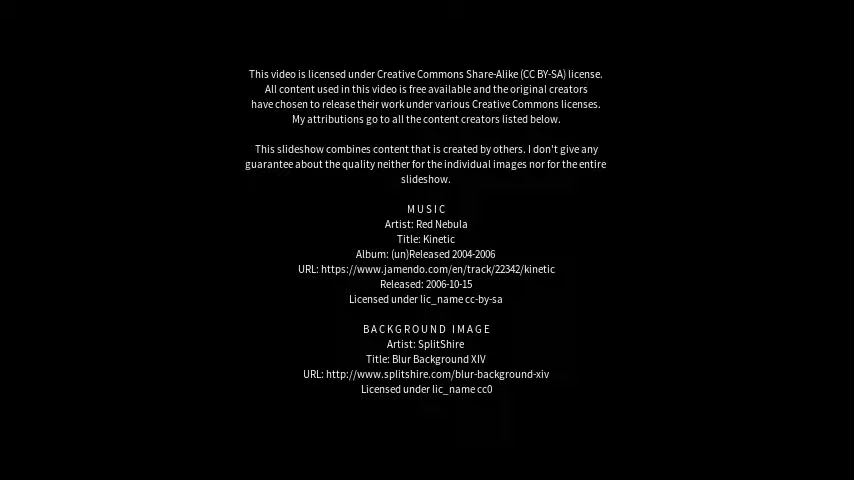 This video is licensed under Creative Commons Share-Alike (CC BY-SA) license.
All content used in this video is free available and the original creators
have chosen to release their work under various Creative Commons licenses.
My attributions go to all the content creators listed below.
This slideshow combines content that is created by others. I don't give any
guarantee about the quality neither for the individual images nor for the entire
slideshow.
MUSIC
Artist: Red Nebula
Title: Kinetic
Album: (un)Released 2004-2006
URL: https://www.jamendo.com/en/track/22342/kinetic
Released: 2006-10-15
Licensed under lic_name cc-by-sa
BACKGROUND IMAGE
Artist: SplitShire
Title: Blur Background XIV
URL: http://www.splitshire.com/blur-background-xiv
Licensed under lic_name cc0